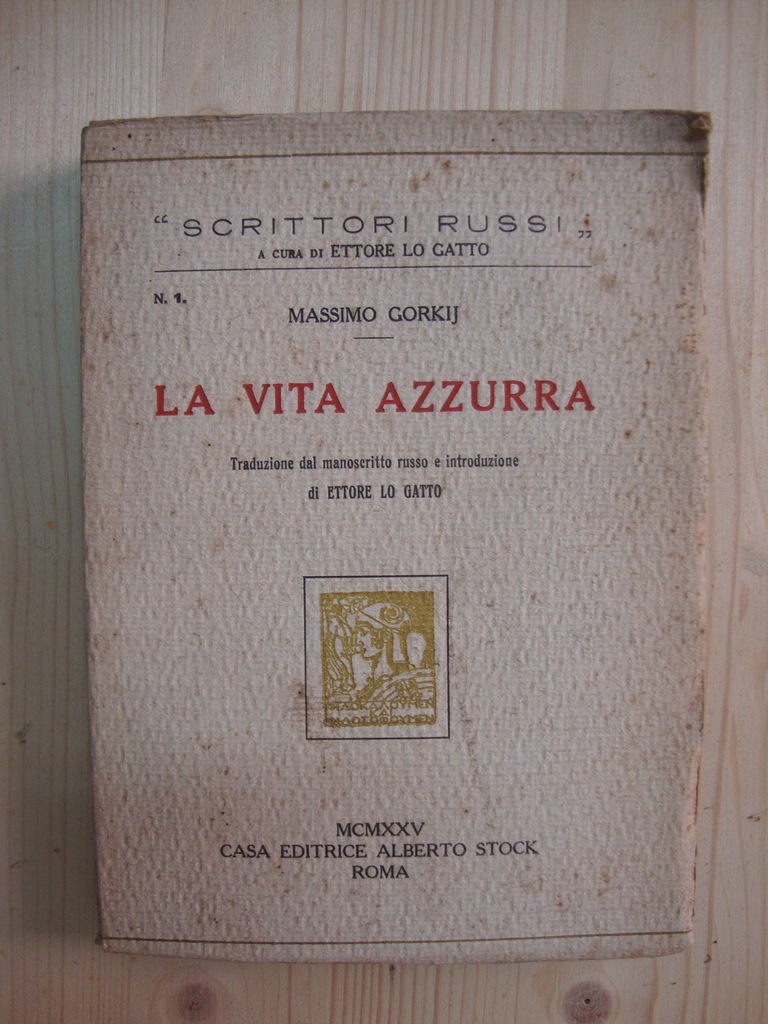 “ SCRITTORI RUSSI „
A CURA DI ETTORE LO GATTO
N. 1.
MASSIMO GORKIJ
LA VITA AZZURRA
Traduzione dal manoscritto russo e introduzione
di ETTORE LO GATTO
MCMXXV
CASA EDITRICE ALBERTO STOCK
ROMA